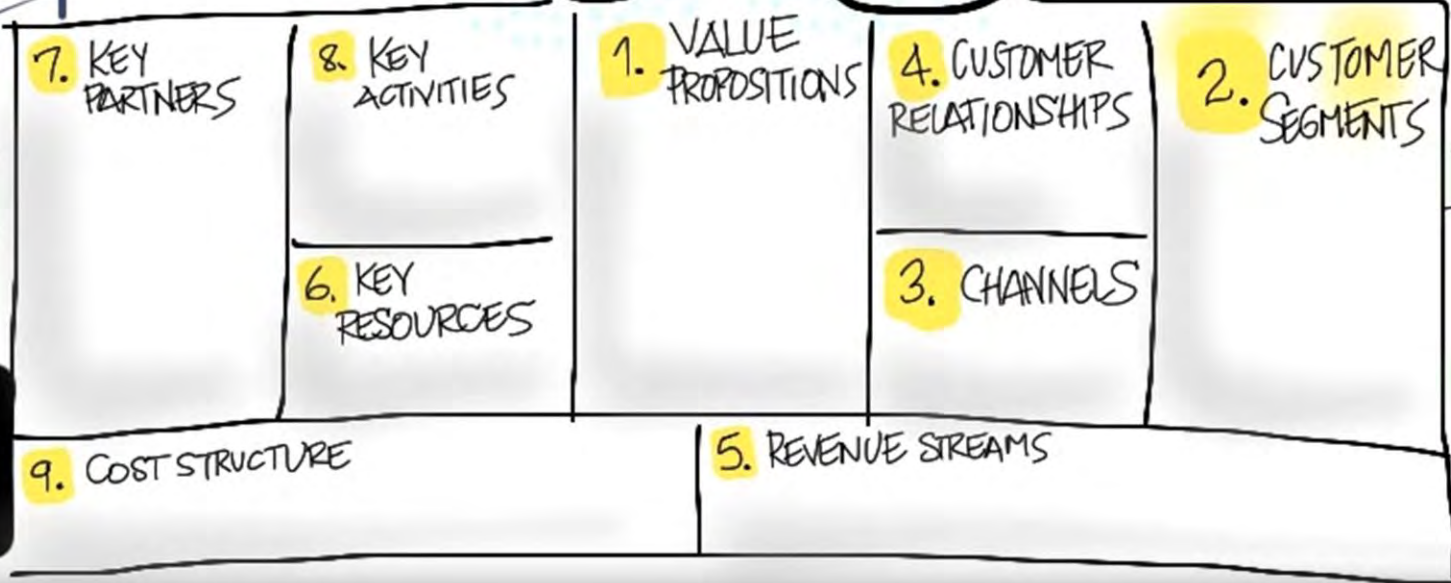 7. KEY
PARTNERS
8. KEY
ACTIVITIES
6. KEY
RESOURCES
1. VALUE
PROPOSITIONS
4. CUSTOMER
RELATIONSHIPS
3. CHANNELS
2. CUSTOMER
SEGMENTS
9. COST STRUCTURE
5. REVENUE STREAMS